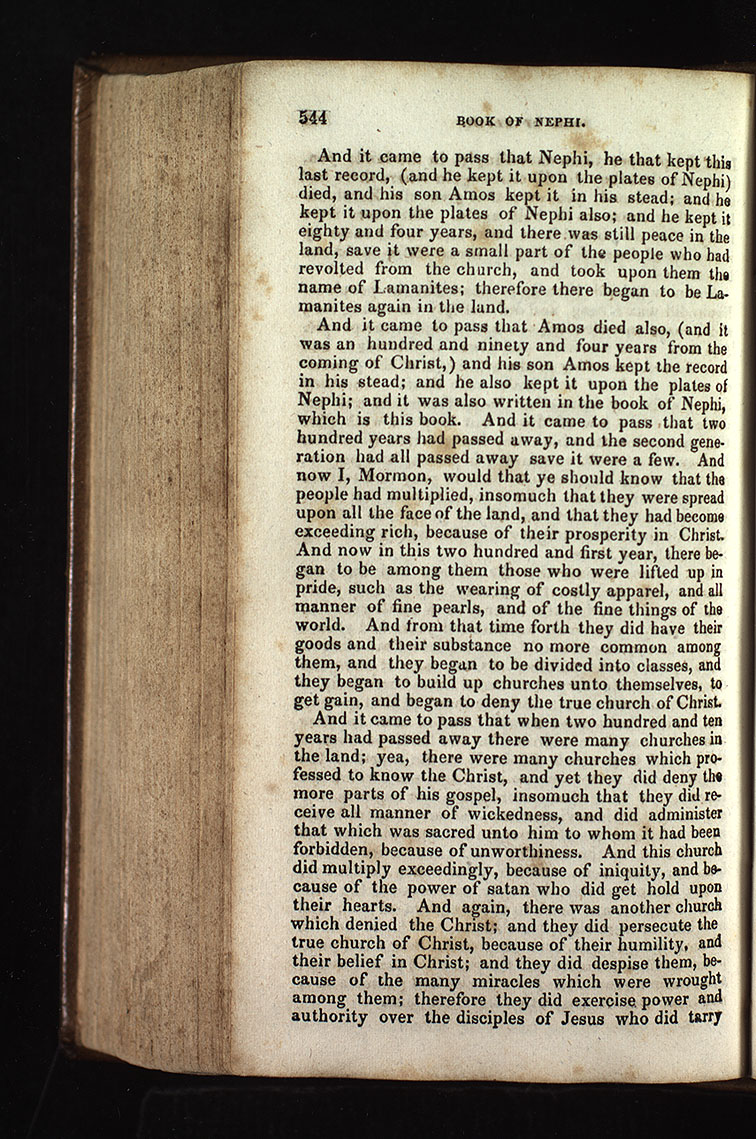 544 BOOK OF NEPHI.
And it came to pass that Nephi, he that kept this
last record, (and he kept it upon the plates of Nephi)
died, and his son Amos kept it in his stead; and he
kept it upon the plates of Nephi also; and he kept it
eighty and four years, and there was still peace in the
land, save it were a small part of the people who had
revolted from the church, and took upon them the
name of Lamanites; therefore there began to be La-
manites again in the land.
And it came to pass that Amos died also, (and it
was an hundred and ninety and four years from the
coming of Christ,) and his son Amos kept the record
in his stead; and he also kept it upon the plates of
Nephi; and it was also written in the book of Nephi,
which is this book. And it came to pass that two
hundred years had passed away, and the second gene-
ration had all passed away save it were a few. And
now I, Mormon, would that ye should know that the
people had multiplied, insomuch that they were spread
upon all the face of the land, and that they had become
exceeding rich, because of their prosperity in Christ.
And now in this two hundred and first year, there be-
gan to be among them those who were lifted up in
pride, such as the wearing of costly apparel, and all
manner of fine pearls, and of the fine things of the
world. And from that time forth they did have their
goods and their substance no more common among
them, and they began to be divided into classes, and
they began to build up churches unto themselves, to
get gain, and began to deny the true church of Christ.
And it came to pass that when two hundred and ten
years had passed away there were many churches in
the land; yea, there were many churches which pro-
fessed to know the Christ, and yet they did deny the
more parts of his gospel, insomuch that they did re-
ceive all manner of wickedness, and did administer
that which was sacred unto him to whom it had been
forbidden, because of unworthiness. And this church
did multiply exceedingly, because of iniquity, and be-
cause of the power of satan who did get hold upon
their hearts. And again, there was another church
which denied the Christ; and they did persecute the
true church of Christ, because of their humility, and
their belief in Christ; and they did despise them, be-
cause of the many miracles which were wrought
among them; therefore they did exercise power and
authority over the disciples of Jesus who did tarry